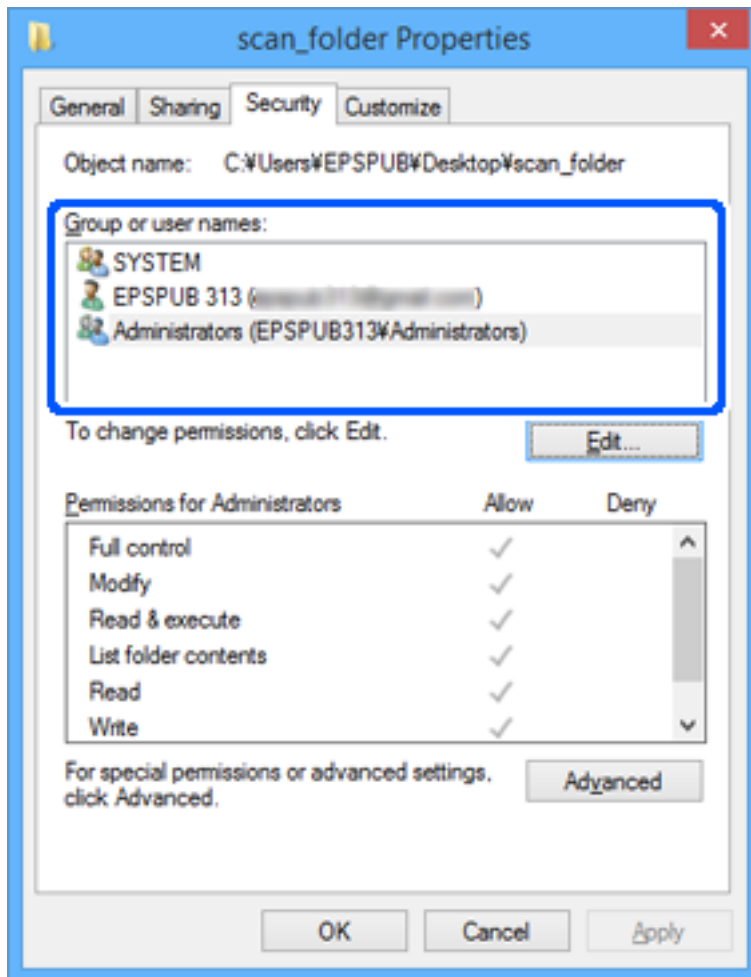 scan_folder Properties
General Sharing Security Customize
Object name: C:¥Users¥EPSPUB¥Desktop¥scan_folder
Group or user names:
SYSTEM
EPSPUB 313 ( )
Administrators (EPSPUB313¥Administrators)
To change permissions, click Edit.
Edit...
Permissions for Administrators Allow Deny
Full control
Modify
Read & execute
List folder contents
Read
Write
For special permissions or advanced settings,
click Advanced.
Advanced
OK Cancel Apply